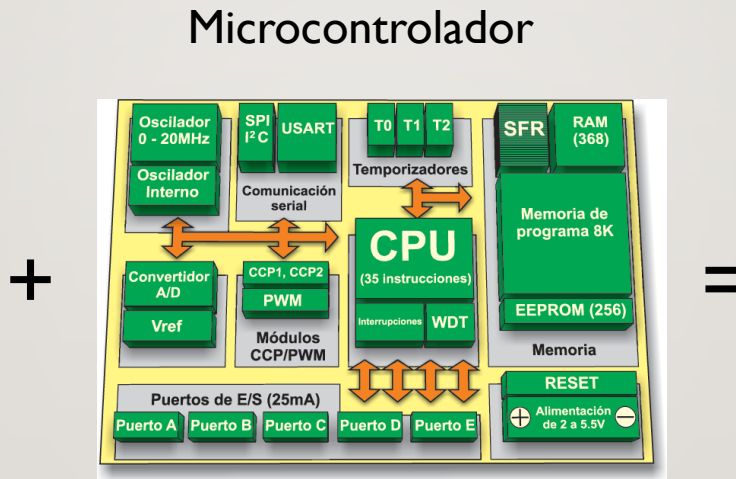 Microcontrolador
Oscilador
0 - 20MHz
Oscilador
Interno
SPI
I²C
USART
Comunicación
serial
T0 T1 T2
Temporizadores
SFR
RAM
(368)
Memoria de
programa 8K
EEPROM (256)
Memoria
+
=
Convertidor
A/D
Vref
CCP1, CCP2
PWM
Módulos
CCP/PWM
CPU
(35 instrucciones)
Interrupciones
WDT
Puertos de E/S (25mA)
Puerto A Puerto B Puerto C Puerto D Puerto E
RESET
+ Alimentación −
de 2 a 5.5V